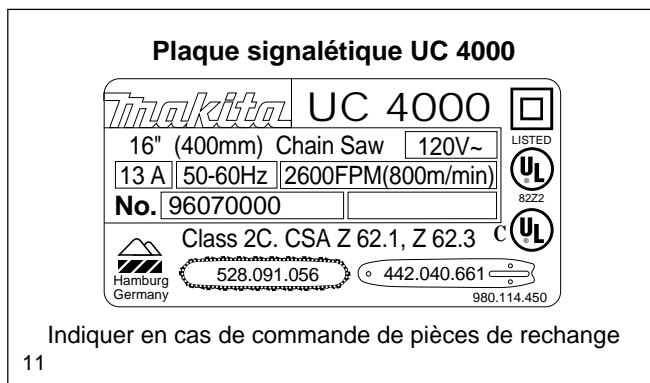 Plaque signalétique UC 4000
makita UC 4000
16" (400mm) Chain Saw 120V~
LISTED
13 A 50-60Hz 2600FPM(800m/min)
UL
®
82Z2
No. 96070000
Class 2C. CSA Z 62.1, Z 62.3
C UL
®
Hamburg
Germany
528.091.056 442.040.661
980.114.450
Indiquer en cas de commande de pièces de rechange
11